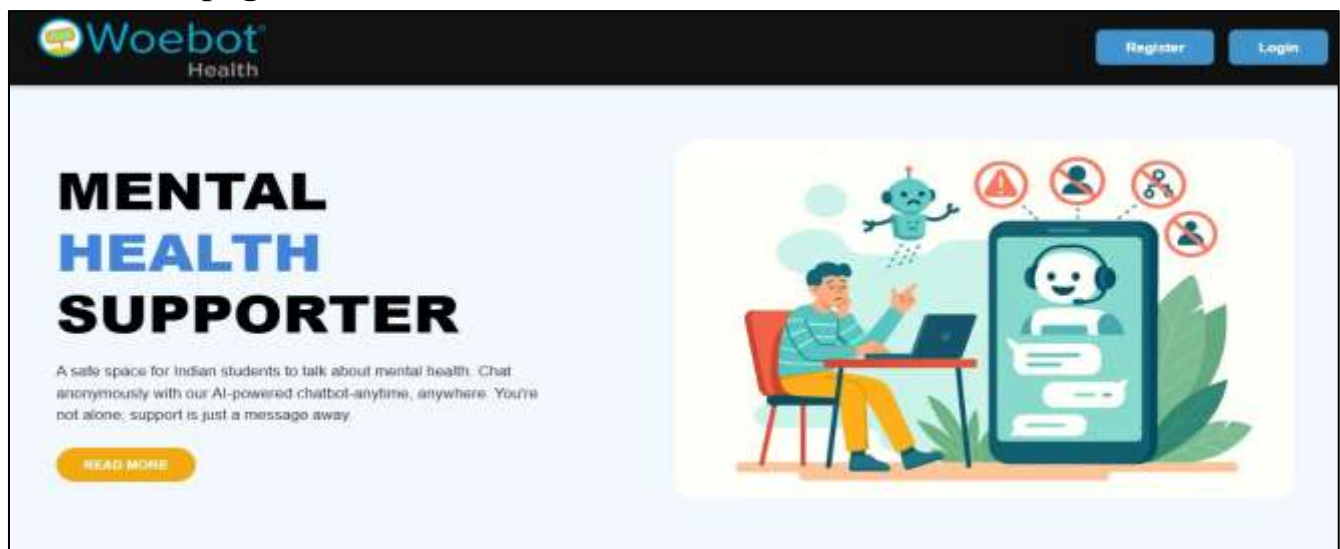 Woebot
Health
Register
Login
MENTAL
HEALTH
SUPPORTER
A safe space for Indian students to talk about mental health. Chat
anonymously with our AI-powered chatbot-anytime, anywhere. You're
not alone; support is just a message away.
READ MORE